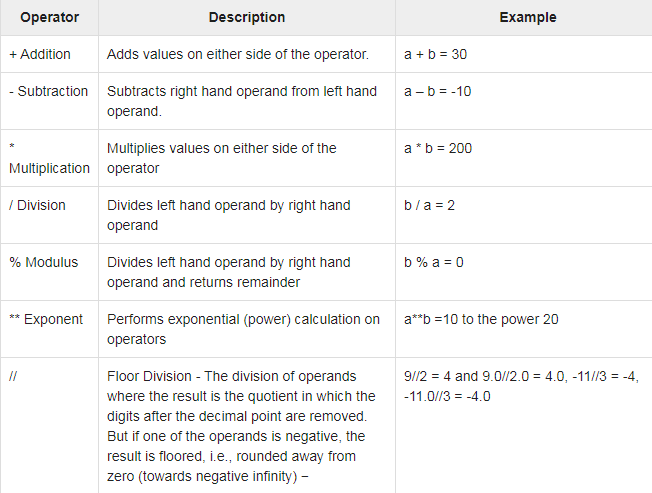 Operator Description Example
+ Addition Adds values on either side of the operator. a + b = 30
- Subtraction Subtracts right hand operand from left hand a – b = -10
operand.
* Multiplies values on either side of the a * b = 200
Multiplication operator
/ Division Divides left hand operand by right hand b / a = 2
operand
% Modulus Divides left hand operand by right hand b % a = 0
operand and returns remainder
** Exponent Performs exponential (power) calculation on a**b =10 to the power 20
operators
// Floor Division - The division of operands 9//2 = 4 and 9.0//2.0 = 4.0, -11//3 = -4,
where the result is the quotient in which the -11.0//3 = -4.0
digits after the decimal point are removed.
But if one of the operands is negative, the
result is floored, i.e., rounded away from
zero (towards negative infinity) –